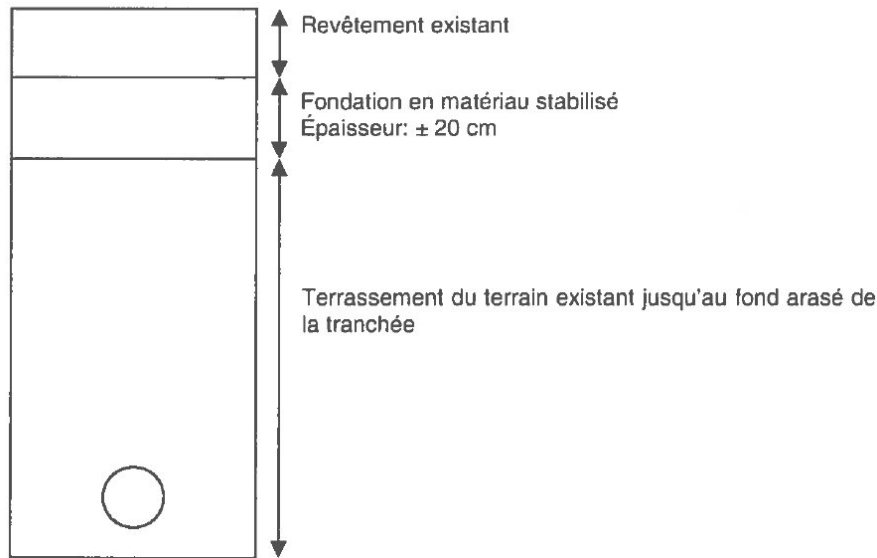 Revêtement existant
Fondation en matériau stabilisé
Épaisseur: ± 20 cm
Terrassement du terrain existant jusqu'au fond arasé de
la tranchée